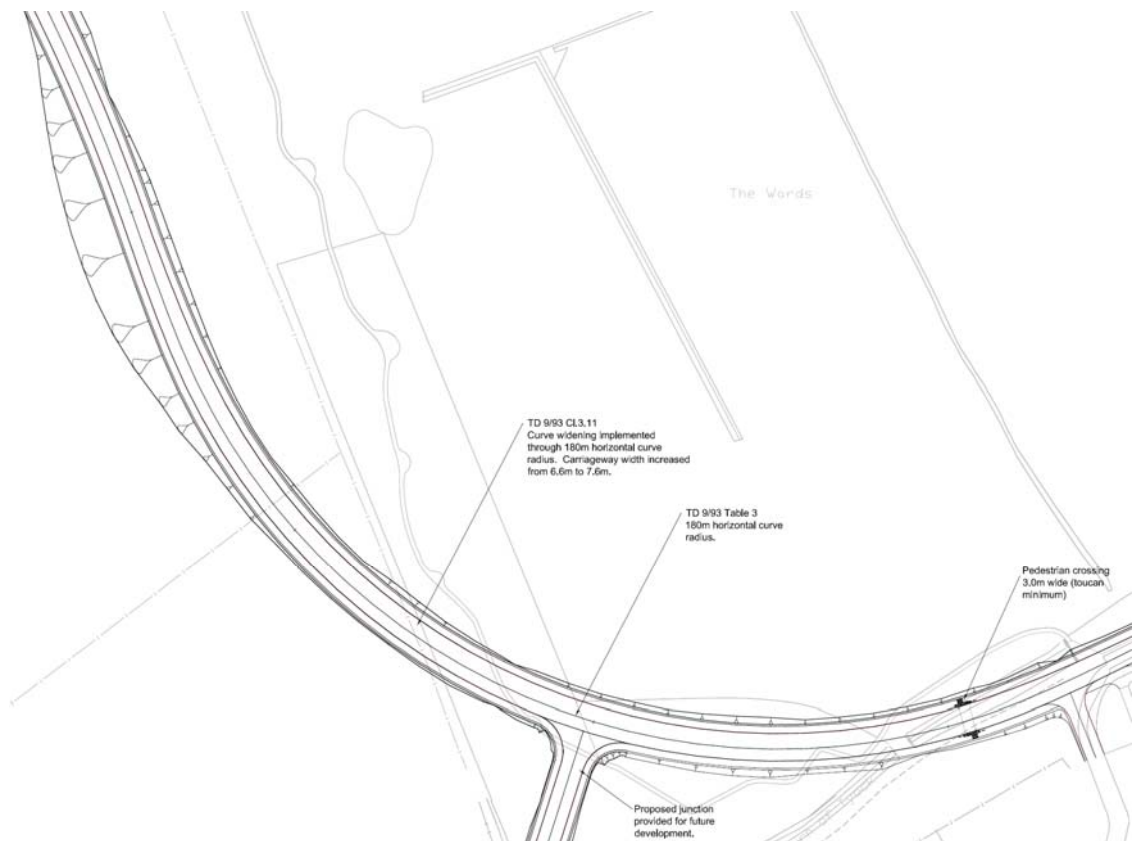 The Words
TD 9/93 CL3.11
Curve widening implemented
through 180m horizontal curve
radius. Carriageway width increased
from 6.6m to 7.6m.
TD 9/93 Table 3
180m horizontal curve
radius.
Pedestrian crossing
3.0m wide (toucan
minimum)
Proposed junction
provided for future
development.